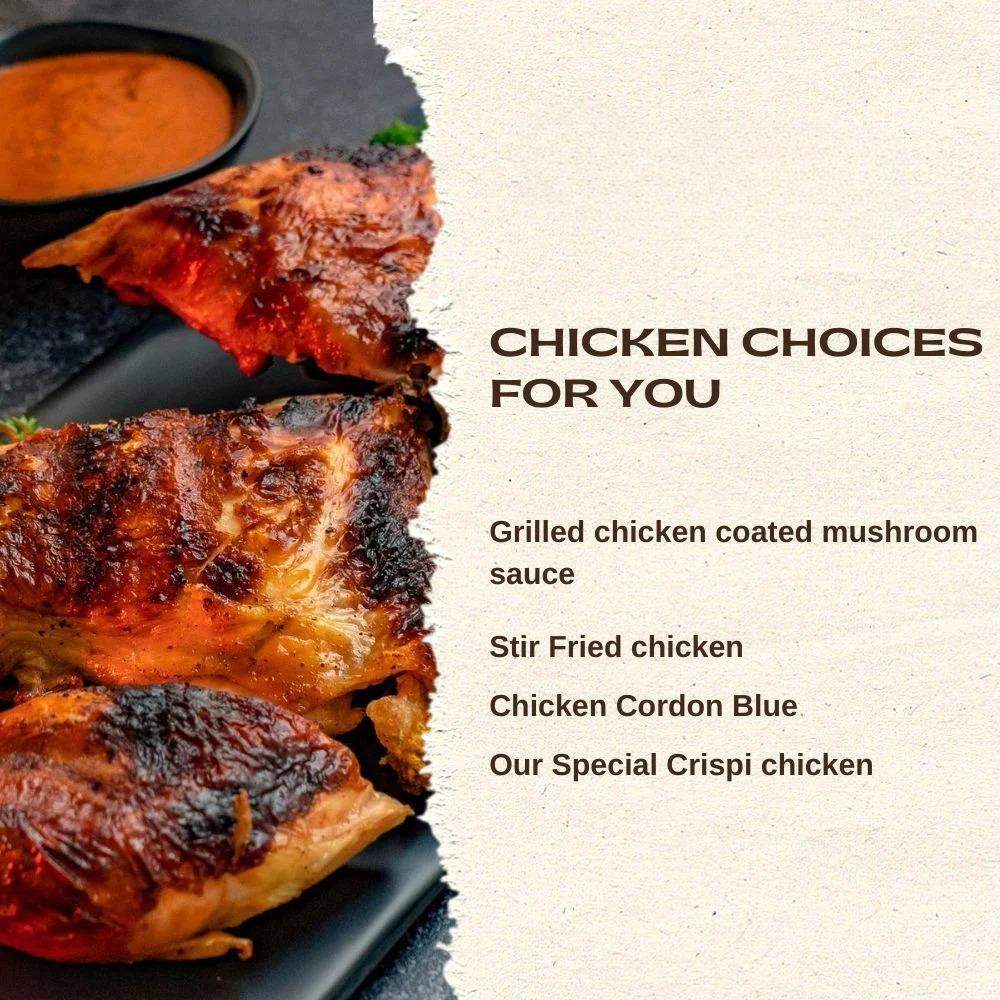 CHICKEN CHOICES
FOR YOU
Grilled chicken coated mushroom
sauce
Stir Fried chicken
Chicken Cordon Blue
Our Special Crispi chicken